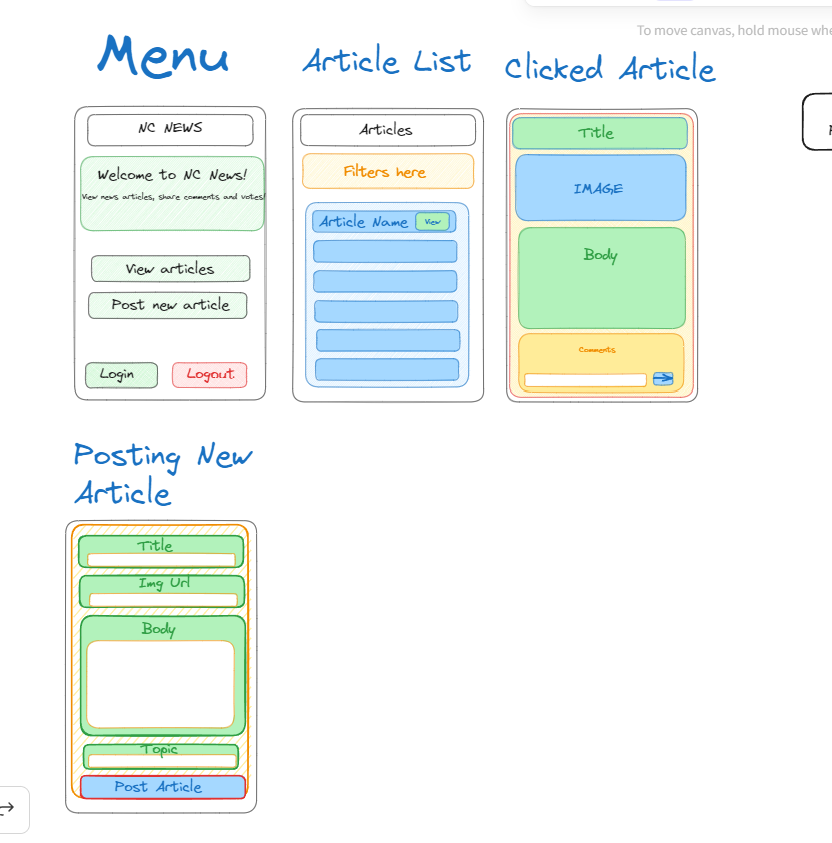 To move canvas, hold mouse whe
Menu
Article List
Clicked Article
NC NEWS
Welcome to NC News!
View news articles, share comments and votes!
View articles
Post new article
Login
Logout
Articles
Filters here
Article Name
View
Title
IMAGE
Body
Comments
Posting New
Article
Title
Img Url
Body
Topic
Post Article